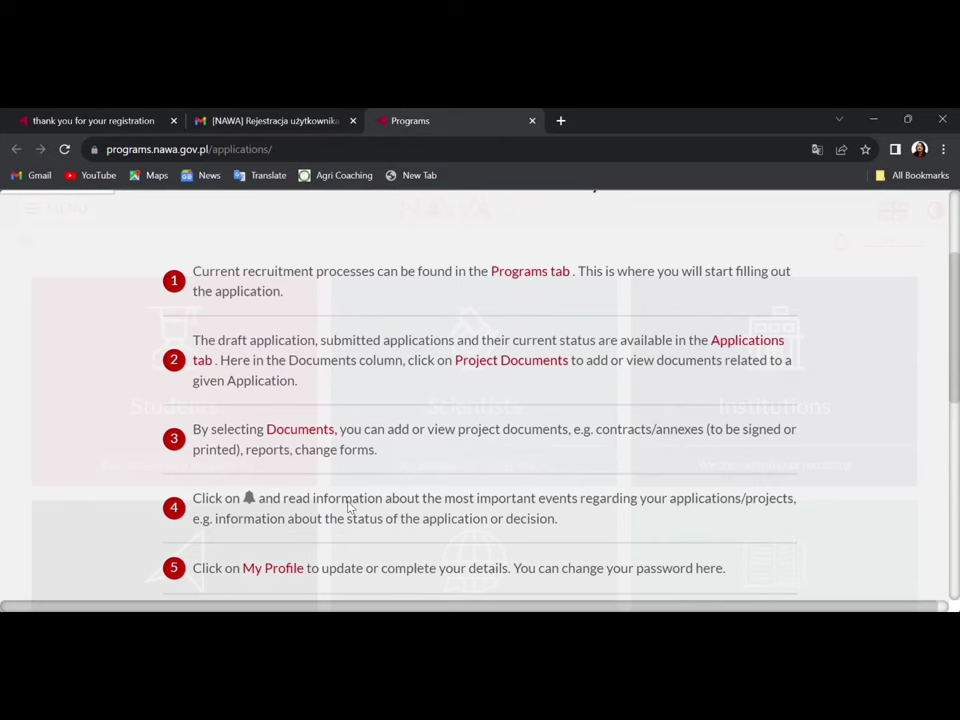 thank you for your registration
[NAWA] Rejestracja użytkownika
Programs
programs.nawa.gov.pl/applications/
Gmail
YouTube
Maps
News
Translate
Agri Coaching
New Tab
All Bookmarks
MENU
NAWA
Current recruitment processes can be found in the Programs tab . This is where you will start filling out
1
the application.
The draft application, submitted applications and their current status are available in the Applications
2
tab . Here in the Documents column, click on Project Documents to add or view documents related to a
given Application.
Students
Scientists
Institutions
By selecting Documents, you can add or view project documents, e.g. contracts/annexes (to be signed or
3
printed), reports, change forms.
Click on and read information about the most important events regarding your applications/projects,
4
e.g. information about the status of the application or decision.
5
Click on My Profile to update or complete your details. You can change your password here.